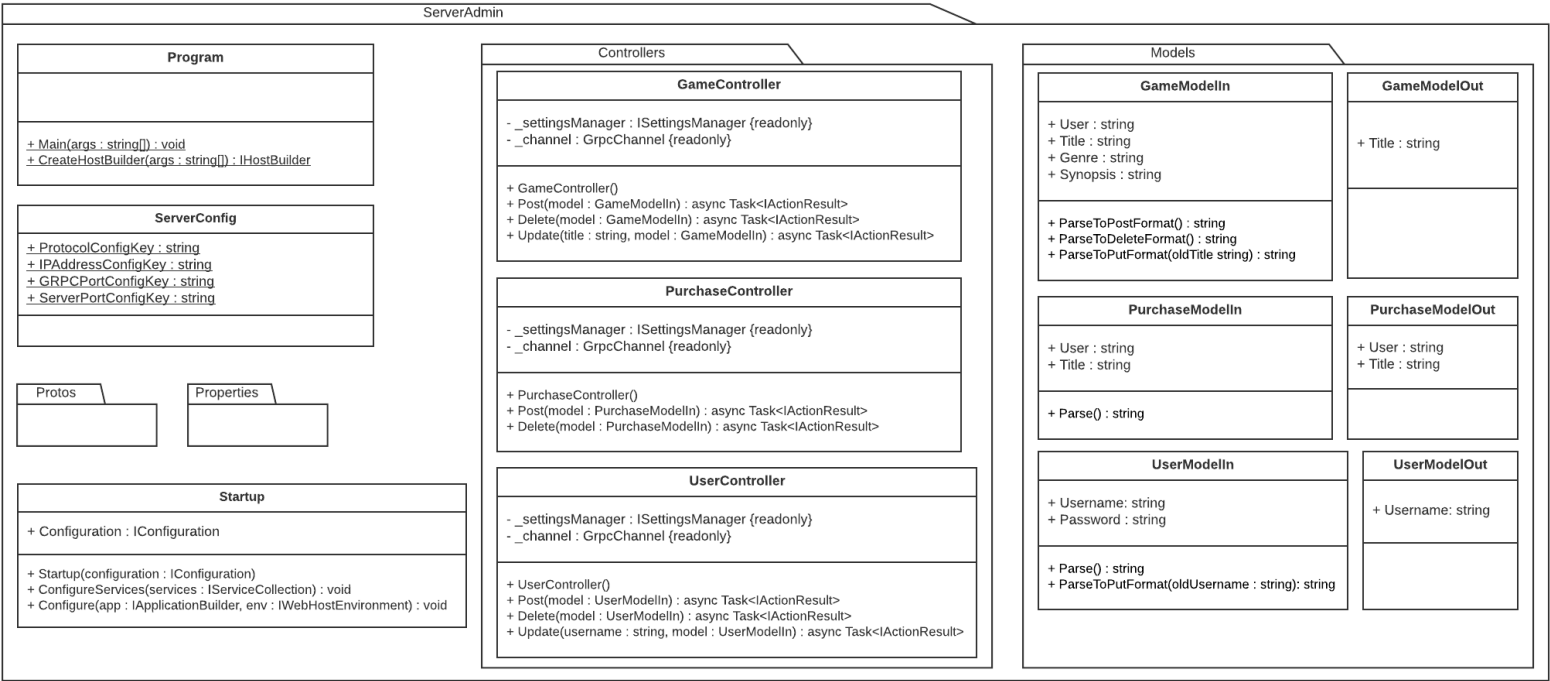 ServerAdmin
Program
+ Main(args : string[]) : void
+ CreateHostBuilder(args : string[]) : IHostBuilder
ServerConfig
+ ProtocolConfigKey : string
+ IPAddressConfigKey : string
+ GRPCPortConfigKey : string
+ ServerPortConfigKey : string
Protos
Properties
Startup
+ Configuration : IConfiguration
+ Startup(configuration : IConfiguration)
+ ConfigureServices(services : IServiceCollection) : void
+ Configure(app : IApplicationBuilder, env : IWebHostEnvironment) : void
Controllers
GameController
- _settingsManager : ISettingsManager {readonly}
- _channel : GrpcChannel {readonly}
+ GameController()
+ Post(model : GameModelIn) : async Task<IActionResult>
+ Delete(model : GameModelIn) : async Task<IActionResult>
+ Update(title : string, model : GameModelIn) : async Task<IActionResult>
PurchaseController
- _settingsManager : ISettingsManager {readonly}
- _channel : GrpcChannel {readonly}
+ PurchaseController()
+ Post(model : PurchaseModelIn) : async Task<IActionResult>
+ Delete(model : PurchaseModelIn) : async Task<IActionResult>
UserController
- _settingsManager : ISettingsManager {readonly}
- _channel : GrpcChannel {readonly}
+ UserController()
+ Post(model : UserModelIn) : async Task<IActionResult>
+ Delete(model : UserModelIn) : async Task<IActionResult>
+ Update(username : string, model : UserModelIn) : async Task<IActionResult>
Models
GameModelIn
+ User : string
+ Title : string
+ Genre : string
+ Synopsis : string
+ ParseToPostFormat() : string
+ ParseToDeleteFormat() : string
+ ParseToPutFormat(oldTitle string) : string
GameModelOut
+ Title : string
PurchaseModelIn
+ User : string
+ Title : string
+ Parse() : string
PurchaseModelOut
+ User : string
+ Title : string
UserModelIn
+ Username: string
+ Password : string
+ Parse() : string
+ ParseToPutFormat(oldUsername : string): string
UserModelOut
+ Username: string